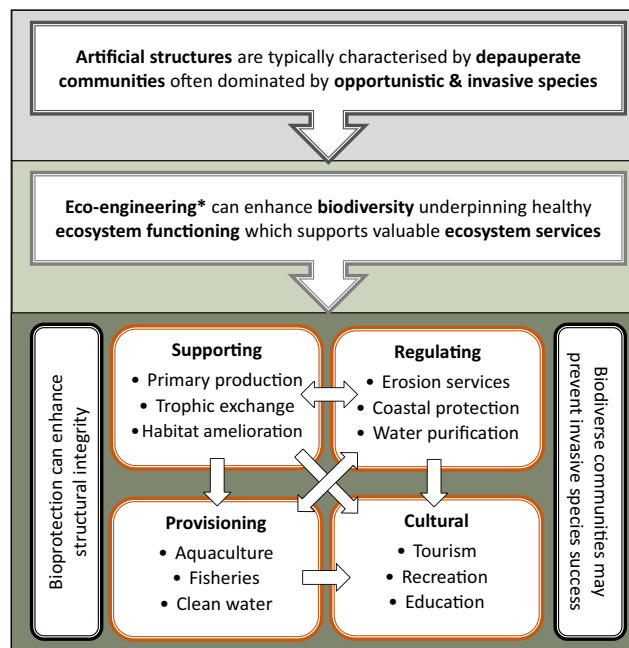 Artificial structures are typically characterised by depauperate
communities often dominated by opportunistic & invasive species
Eco-engineering* can enhance biodiversity underpinning healthy
ecosystem functioning which supports valuable ecosystem services
Bioprotection can enhance
structural integrity
Supporting
• Primary production
• Trophic exchange
• Habitat amelioration
Regulating
• Erosion services
• Coastal protection
• Water purification
Provisioning
• Aquaculture
• Fisheries
• Clean water
Cultural
• Tourism
• Recreation
• Education
Biodiverse communities may
prevent invasive species success